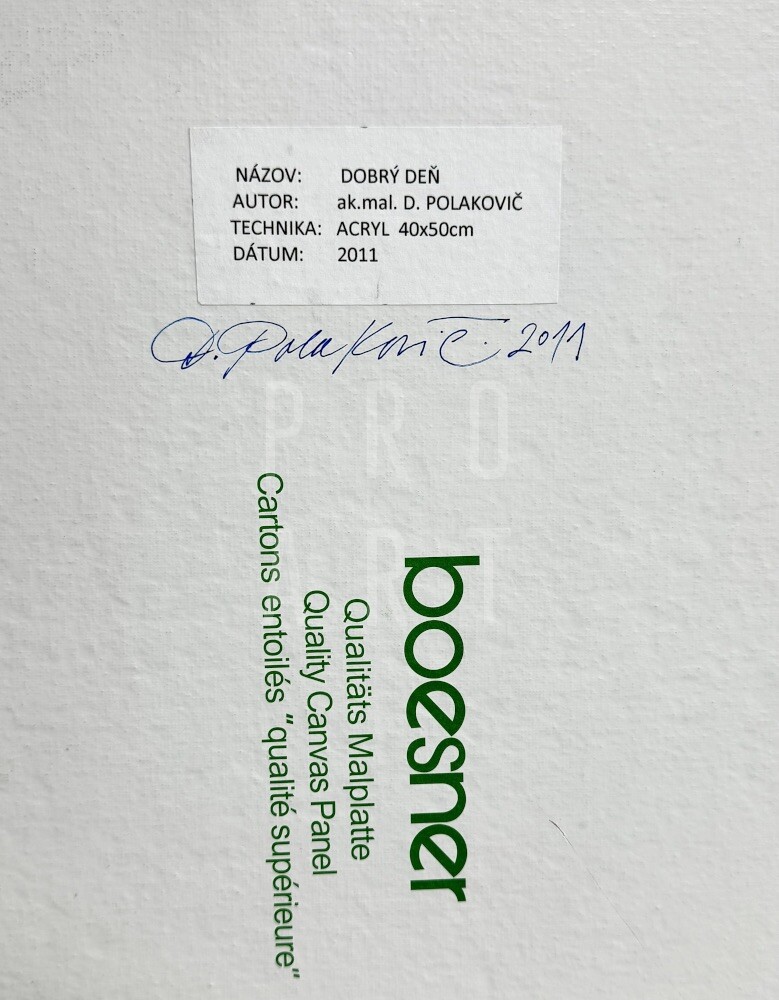 NÁZOV: DOBRÝ DEŇ
AUTOR: ak.mal. D. POLAKOVIČ
TECHNIKA: ACRYL 40x50cm
DÁTUM: 2011
D. Polakovič. 2011
PRO
ART
boesner
Qualitäts Malplatte
Quality Canvas Panel
Cartons entoilés "qualité supérieure"